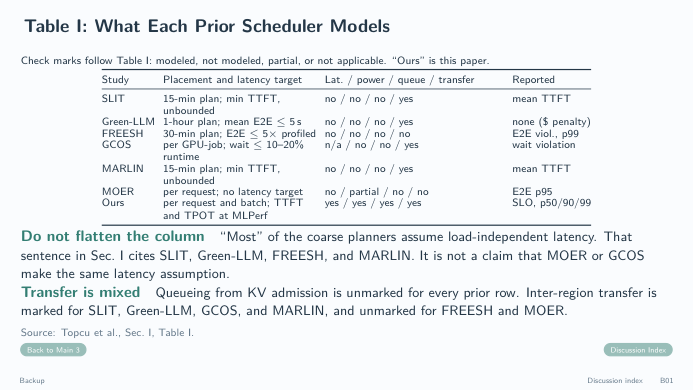 Table I: What Each Prior Scheduler Models
Check marks follow Table I: modeled, not modeled, partial, or not applicable. “Ours” is this paper.
Study Placement and latency target Lat. / power / queue / transfer Reported
SLIT 15-min plan; min TTFT, unbounded no / no / no / yes mean TTFT
Green-LLM 1-hour plan; mean E2E ≤ 5 s no / no / no / yes none ($ penalty)
FREESH 30-min plan; E2E ≤ 5× profiled no / no / no / no E2E viol., p99
GCOS per GPU-job; wait ≤ 10–20% runtime n/a / no / no / yes wait violation
MARLIN 15-min plan; min TTFT, unbounded no / no / no / yes mean TTFT
MOER per request; no latency target no / partial / no / no E2E p95
Ours per request and batch; TTFT and TPOT at MLPerf yes / yes / yes / yes SLO, p50/90/99
Do not flatten the column “Most” of the coarse planners assume load-independent latency. That
sentence in Sec. I cites SLIT, Green-LLM, FREESH, and MARLIN. It is not a claim that MOER or GCOS
make the same latency assumption.
Transfer is mixed Queueing from KV admission is unmarked for every prior row. Inter-region transfer is
marked for SLIT, Green-LLM, GCOS, and MARLIN, and unmarked for FREESH and MOER.
Source: Topcu et al., Sec. I, Table I.
Back to Main 3 Discussion Index
Backup Discussion index B01